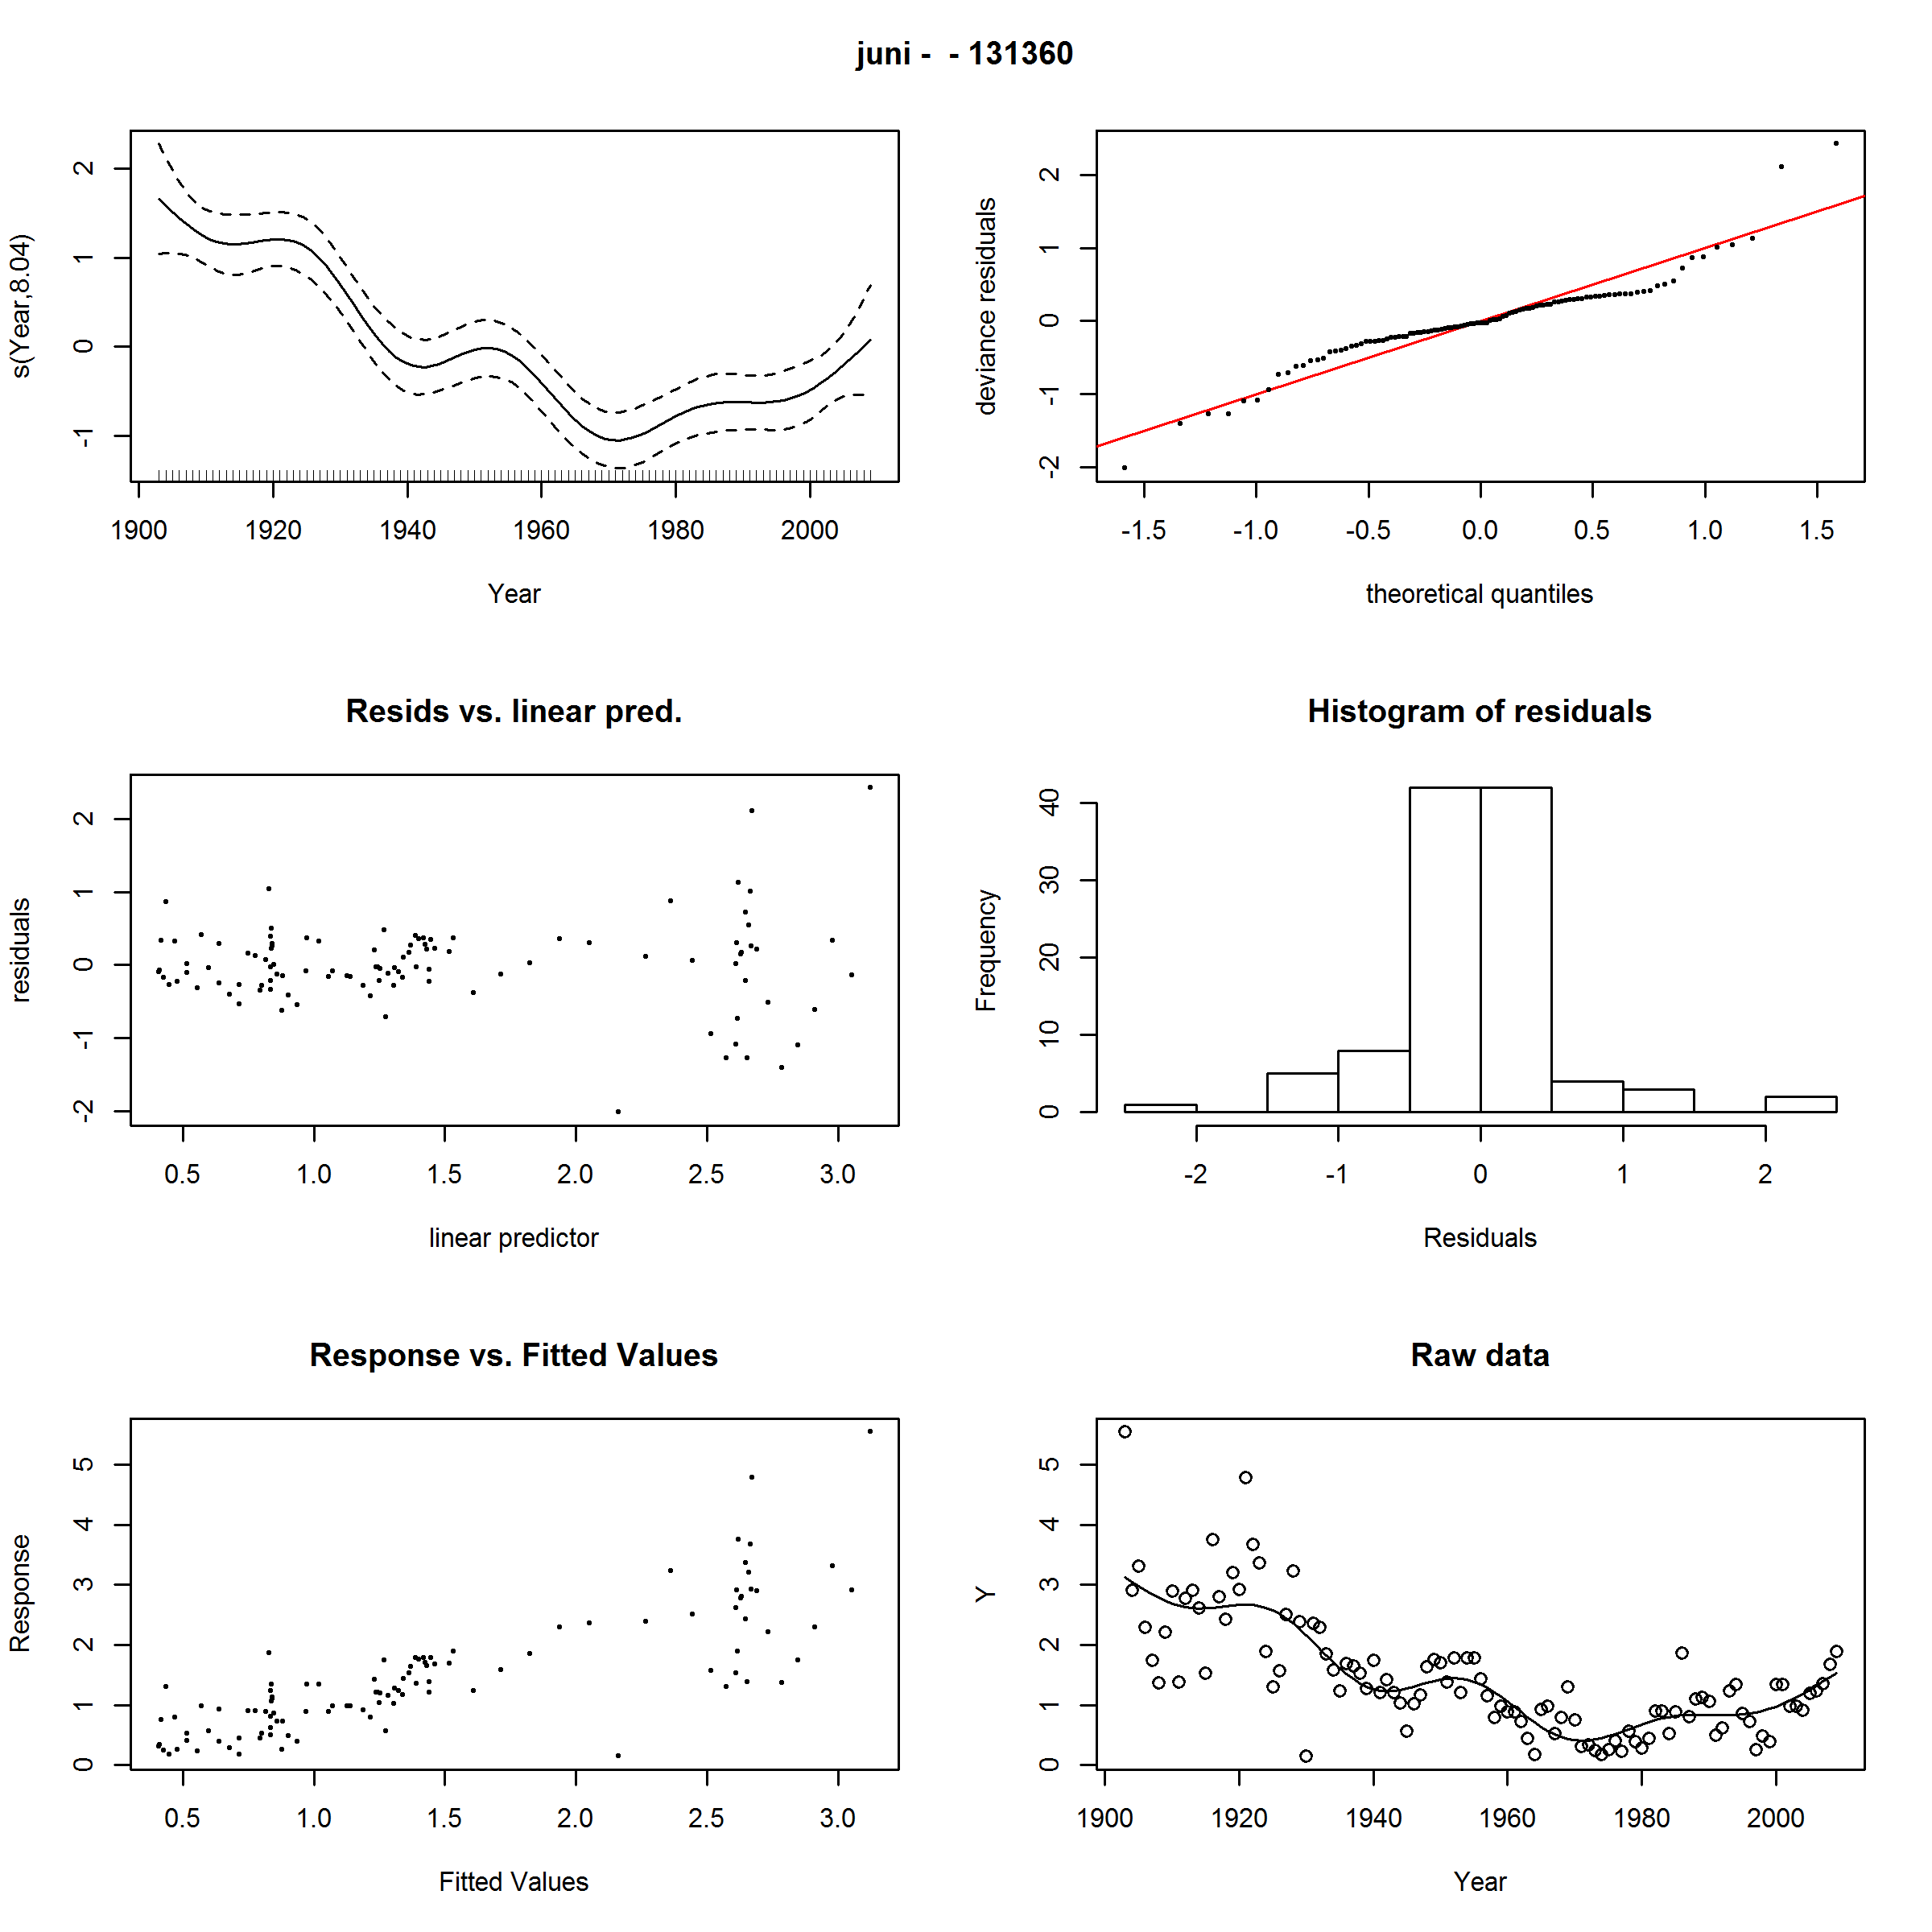 juni -  - 131360
s(Year,8.04)
2
1
0
-1
1900 1920 1940 1960 1980 2000
Year
deviance residuals
2
1
0
-1
-2
-1.5 -1.0 -0.5 0.0 0.5 1.0 1.5
theoretical quantiles
Resids vs. linear pred.
residuals
2
1
0
-1
-2
0.5 1.0 1.5 2.0 2.5 3.0
linear predictor
Histogram of residuals
Frequency
40
30
20
10
0
-2 -1 0 1 2
Residuals
Response vs. Fitted Values
Response
5
4
3
2
1
0
0.5 1.0 1.5 2.0 2.5 3.0
Fitted Values
Raw data
Y
5
4
3
2
1
0
1900 1920 1940 1960 1980 2000
Year